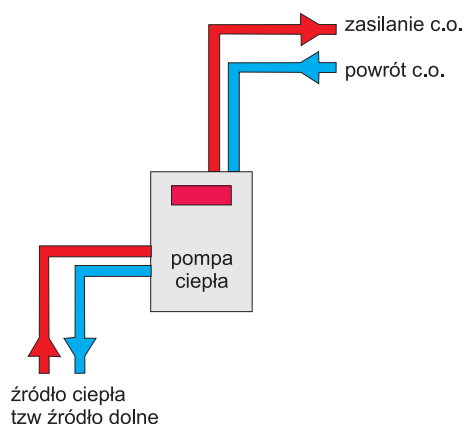 zasilanie c.o.
powrót c.o.
pompa
ciepła
źródło ciepła
tzw źródło dolne